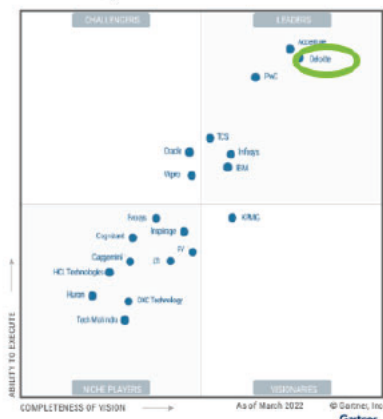 CHALLENGERS
LEADERS
Accenture
Deloitte
PwC
TCS
Oracle
Infosys
IBM
Wipro
KPMG
Inspirage
Cognizant
EY
Capgemini
LTI
HCL Technologies
Huron
DXC Technology
Tech Mahindra
NICHE PLAYERS
VISIONARIES
ABILITY TO EXECUTE
COMPLETENESS OF VISION
As of March 2022
© Gartner, Inc
Gartner